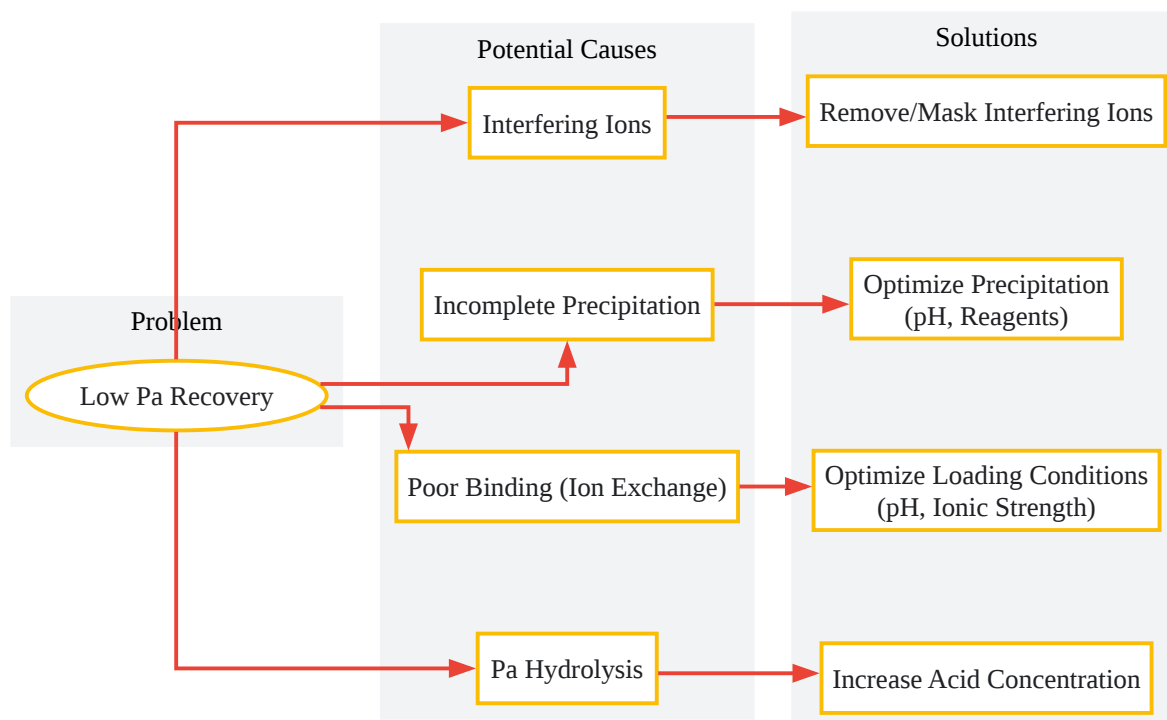 Problem
Low Pa Recovery
Potential Causes
Interfering Ions
Incomplete Precipitation
Poor Binding (Ion Exchange)
Pa Hydrolysis
Solutions
Remove/Mask Interfering Ions
Optimize Precipitation
(pH, Reagents)
Optimize Loading Conditions
(pH, Ionic Strength)
Increase Acid Concentration